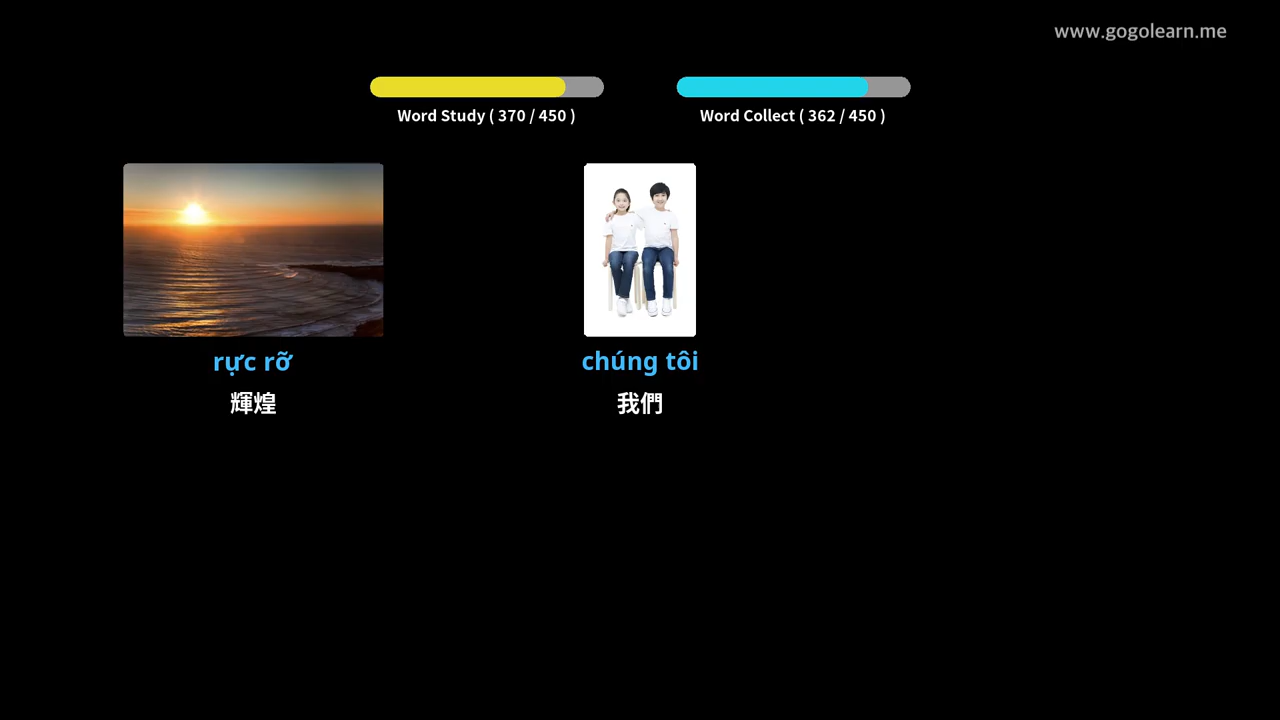 www.gogolearn.me
Word Study ( 370 / 450 )
Word Collect ( 362 / 450 )
rực rỡ
輝煌
chúng tôi
我們